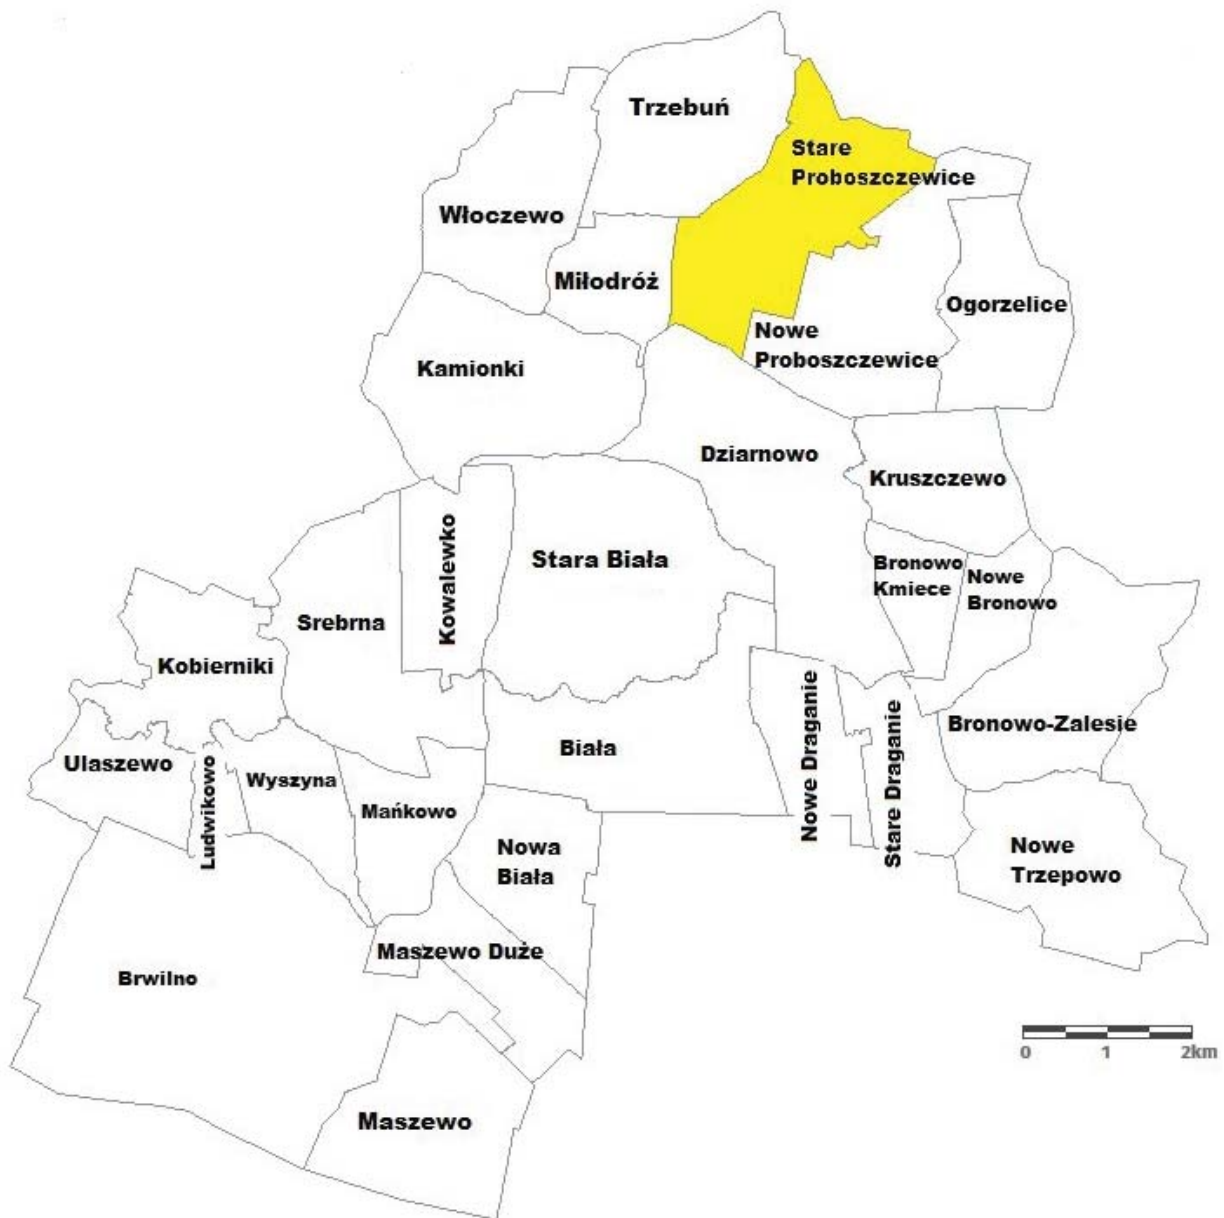 Trzebuń
Stare
Proboszczewice
Włoczewo
Miłodróż
Ogorzelice
Nowe
Proboszczewice
Kamionki
Dziarnowo
Kruszczewo
Kowalewko
Stara Biała
Bronowo
Kmiece
Nowe
Bronowo
Srebrna
Kobierniki
Nowe Draganie
Stare Draganie
Bronowo-Zalesie
Biała
Ulaszewo
Ludwikowo
Wyszyna
Mańkowo
Nowa
Biała
Nowe
Trzepowo
Maszewo Duże
Brwilno
0 1 2km
Maszewo